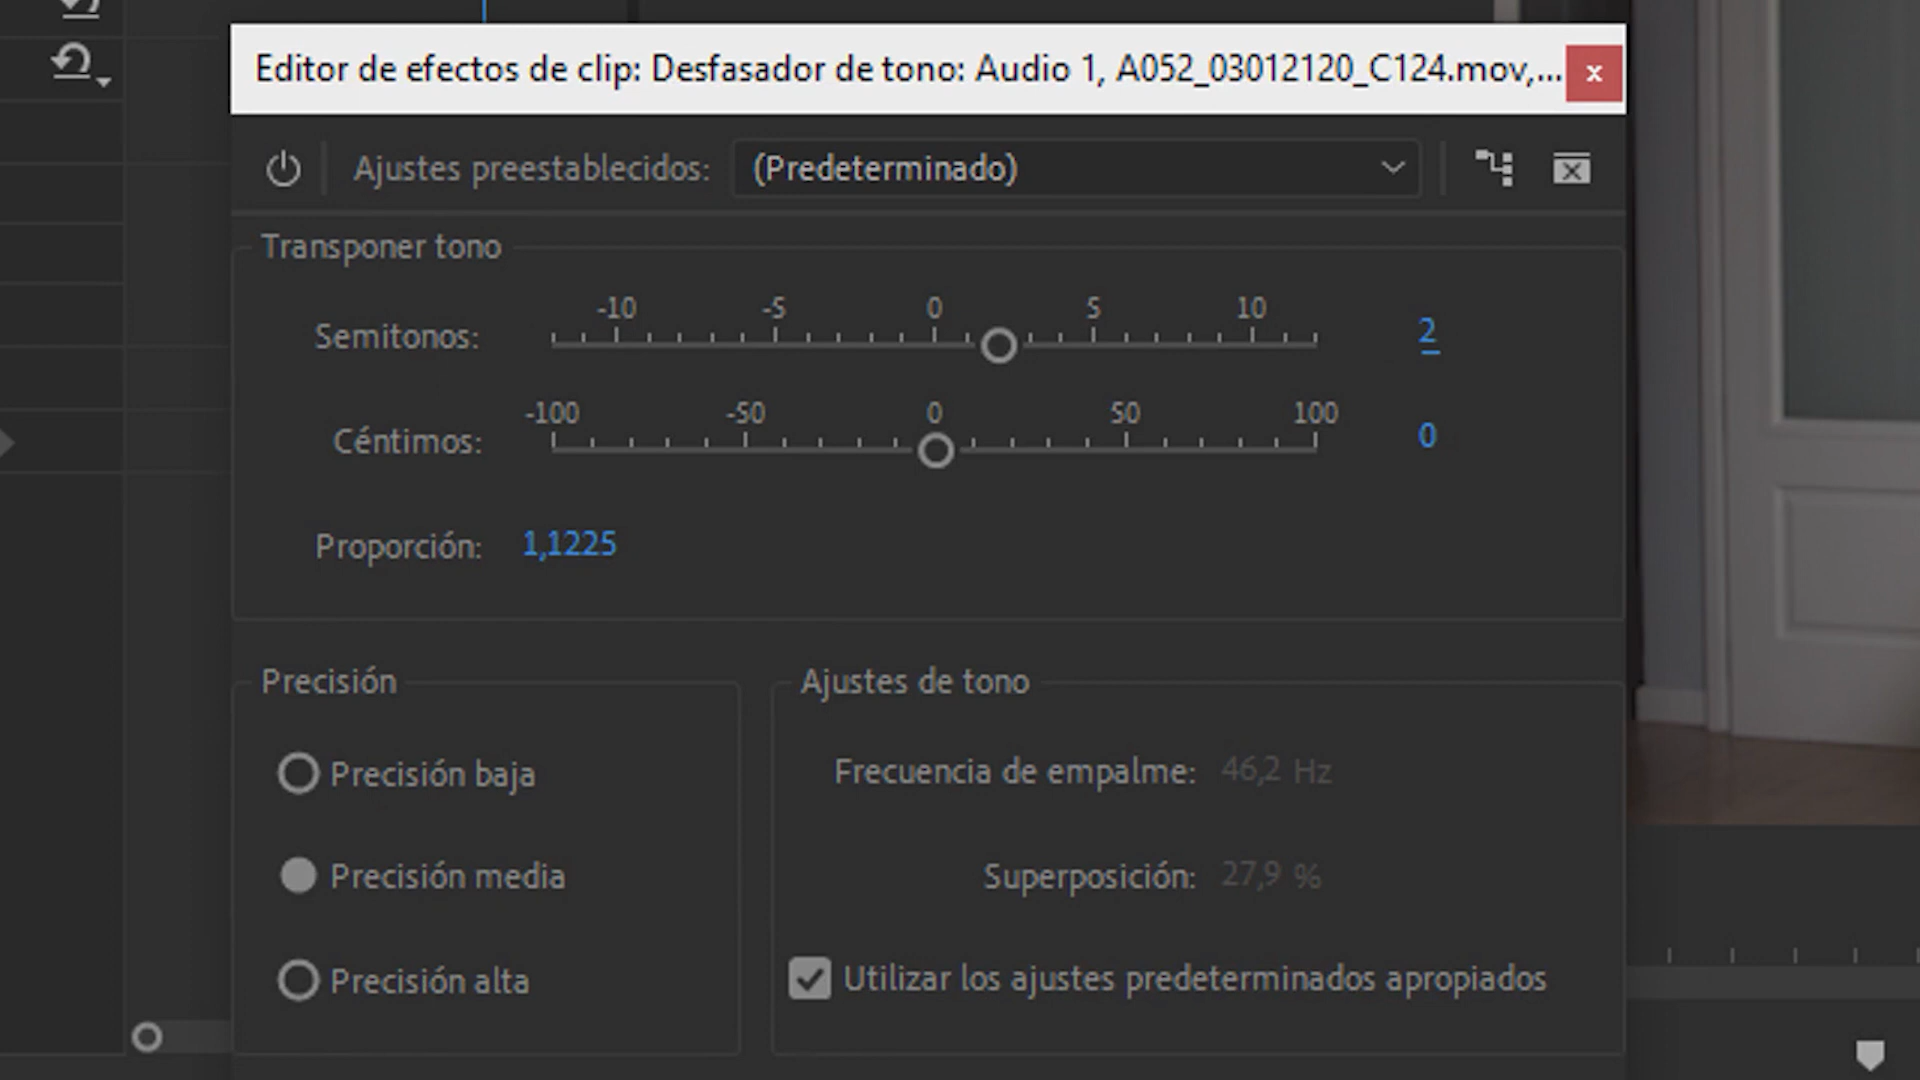 Editor de efectos de clip: Desfasador de tono: Audio 1, A052_03012120_C124.mov,...
x
Ajustes preestablecidos: (Predeterminado)
Transponer tono
-10 -5 0 5 10
Semitonos: 2
-100 -50 0 50 100
Céntimos: 0
Proporción: 1,1225
Precisión
Precisión baja
Precisión media
Precisión alta
Ajustes de tono
Frecuencia de empalme: 46,2 Hz
Superposición: 27,9 %
Utilizar los ajustes predeterminados apropiados